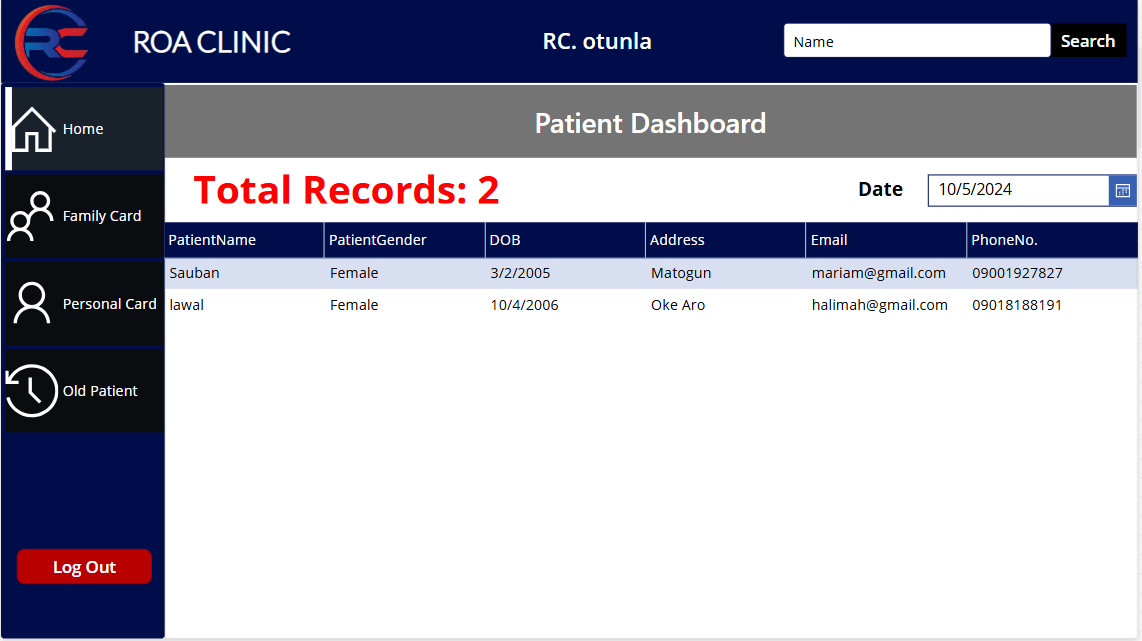 RC ROA CLINIC RC. otunla Name Search
Home
Family Card
Personal Card
Old Patient
Log Out
Patient Dashboard
Total Records: 2 Date 10/5/2024
PatientName PatientGender DOB Address Email PhoneNo.
Sauban Female 3/2/2005 Matogun mariam@gmail.com 09001927827
lawal Female 10/4/2006 Oke Aro halimah@gmail.com 09018188191